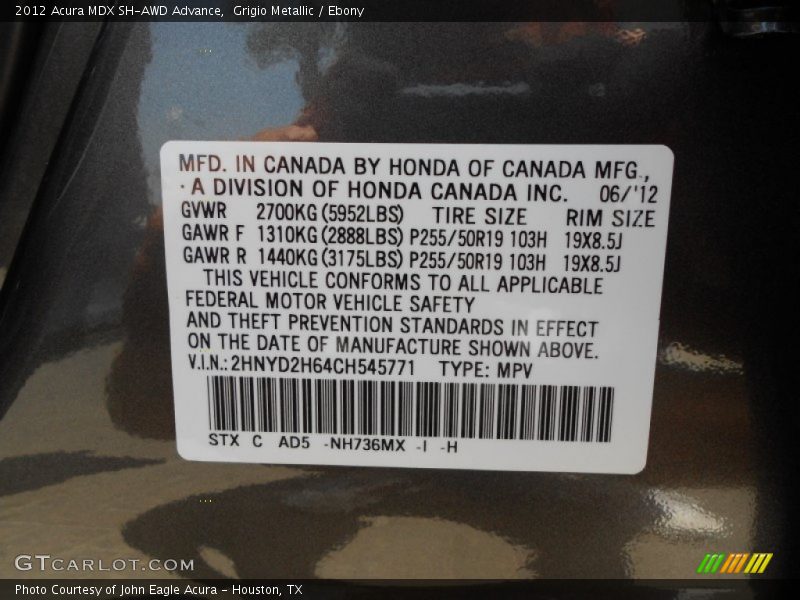 2012 Acura MDX SH-AWD Advance, Grigio Metallic / Ebony
MFD. IN CANADA BY HONDA OF CANADA MFG.,
A DIVISION OF HONDA CANADA INC. 06/'12
GVWR 2700KG(5952LBS) TIRE SIZE RIM SIZE
GAWR F 1310KG(2888LBS) P255/50R19 103H 19X8.5J
GAWR R 1440KG(3175LBS) P255/50R19 103H 19X8.5J
THIS VEHICLE CONFORMS TO ALL APPLICABLE
FEDERAL MOTOR VEHICLE SAFETY
AND THEFT PREVENTION STANDARDS IN EFFECT
ON THE DATE OF MANUFACTURE SHOWN ABOVE.
V.I.N.: 2HNYD2H64CH545771 TYPE: MPV
STX C AD5 -NH736MX -I -H
GTCARLOT.COM
Photo Courtesy of John Eagle Acura - Houston, TX